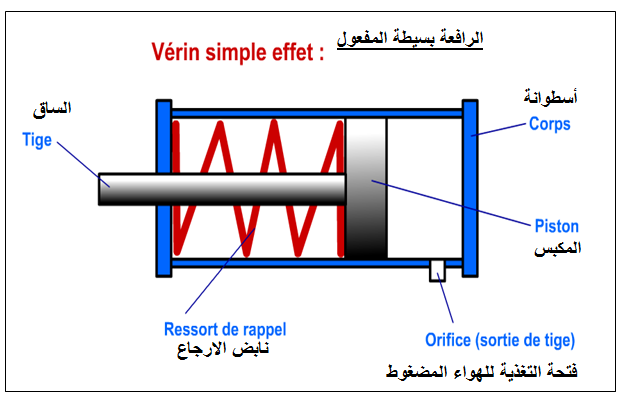 الرافعة بسيطة المفعول
Vérin simple effet :
أسطوانة
Corps
الساق
Tige
Piston
المكبس
Ressort de rappel
نابض الارجاع
Orifice (sortie de tige)
فتحة التغذية للهواء المضغوط